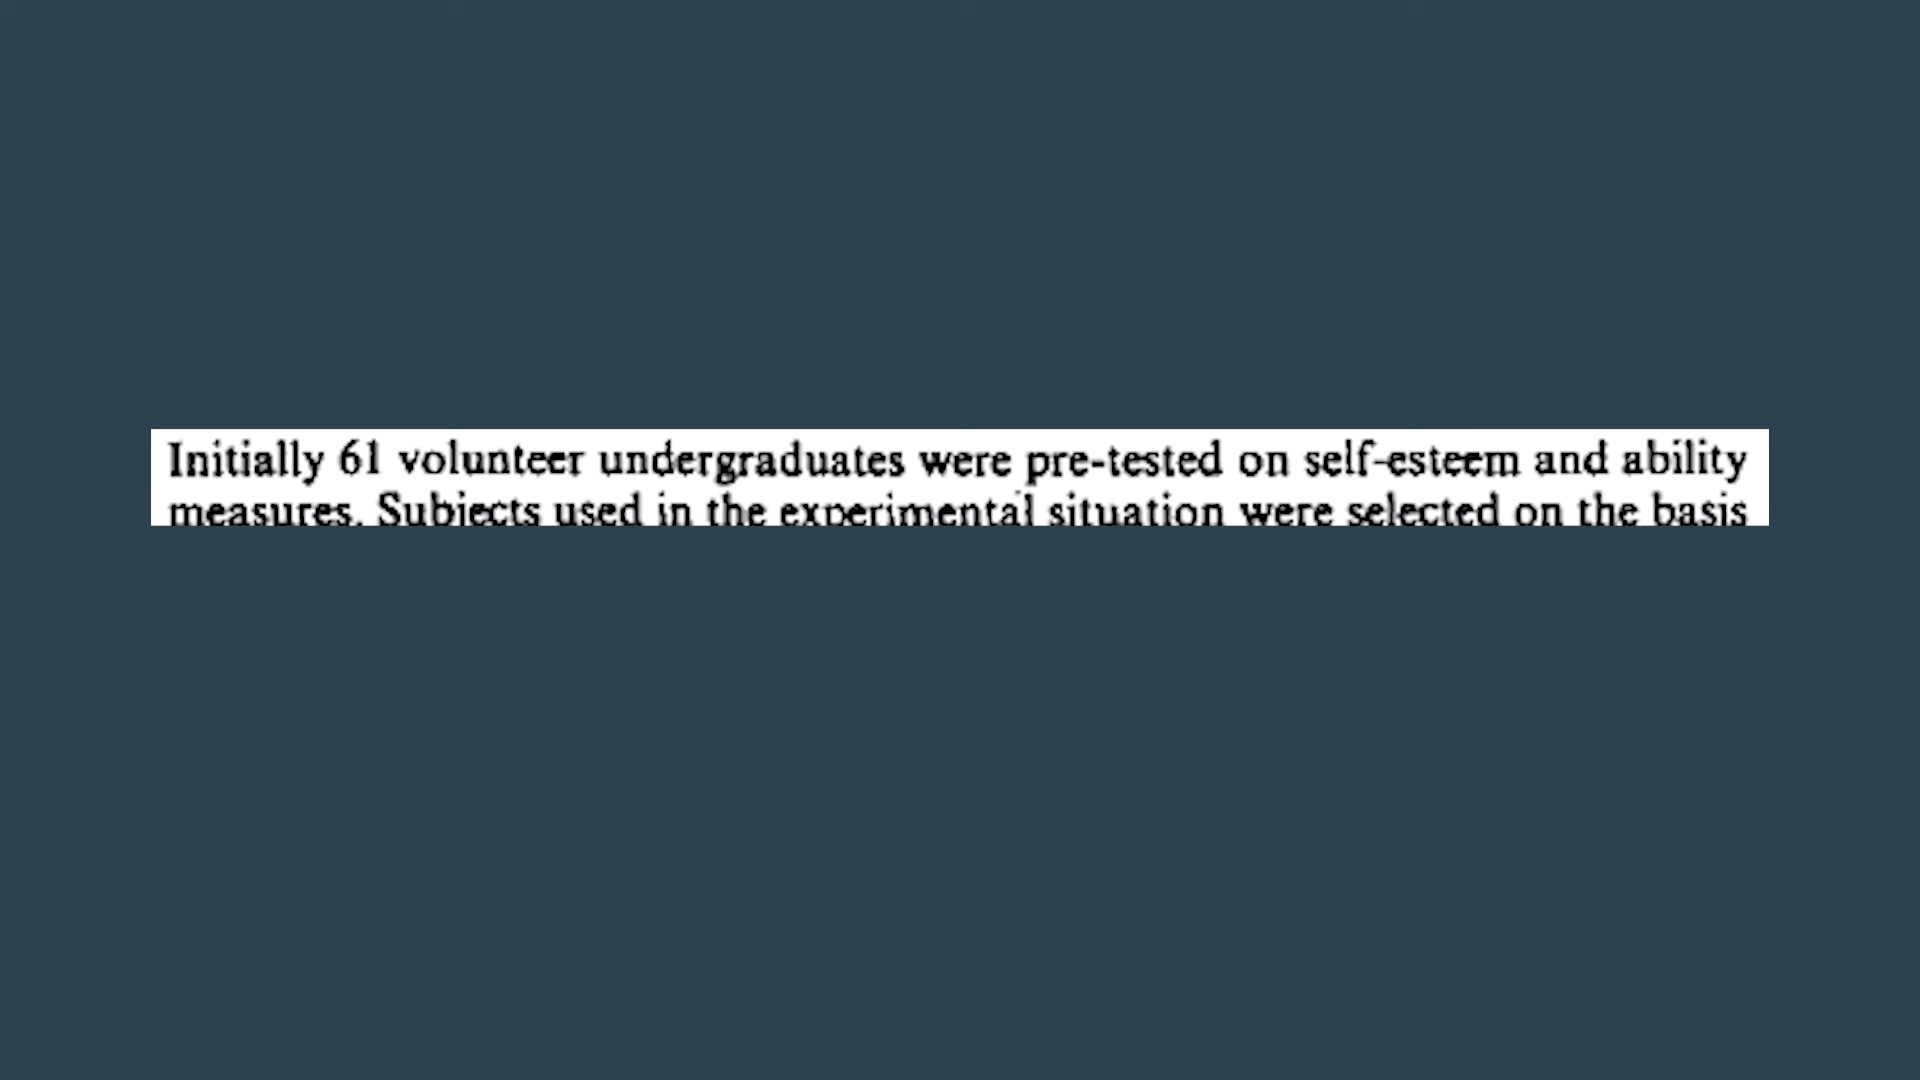 Initially 61 volunteer undergraduates were pre-tested on self-esteem and ability
measures. Subjects used in the experimental situation were selected on the basis